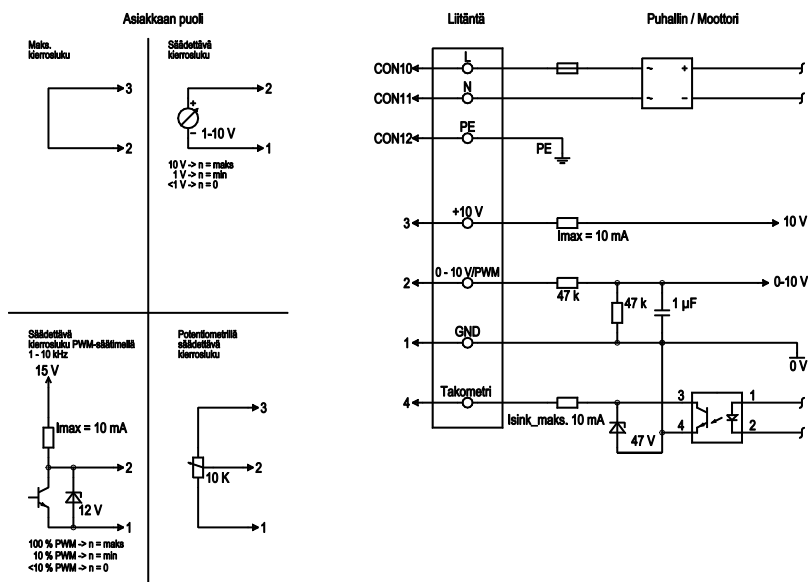 Asiakkaan puoli
Maks.
kierrosluku
3
2
Säädettävä
kierrosluku
2
+
–
1-10 V
1
10 V -> n = maks
1 V -> n = min
<1 V -> n = 0
Säädettävä
kierrosluku PWM-säätimellä
1 - 10 kHz
15 V
Imax = 10 mA
2
12 V
1
100 % PWM -> n = maks
10 % PWM -> n = min
<10 % PWM -> n = 0
Potentiometrillä
säädettävä
kierrosluku
3
2
10 K
1
Liitäntä
Puhallin / Moottori
CON10
L
~
+
CON11
N
~
–
CON12
PE
PE
3
+10 V
10 V
Imax = 10 mA
2
0 - 10 V/PWM
0-10 V
47 k
47 k
1 µF
1
GND
0 V
4
Takometri
Isink_maks. 10 mA
47 V
3
4
1
2